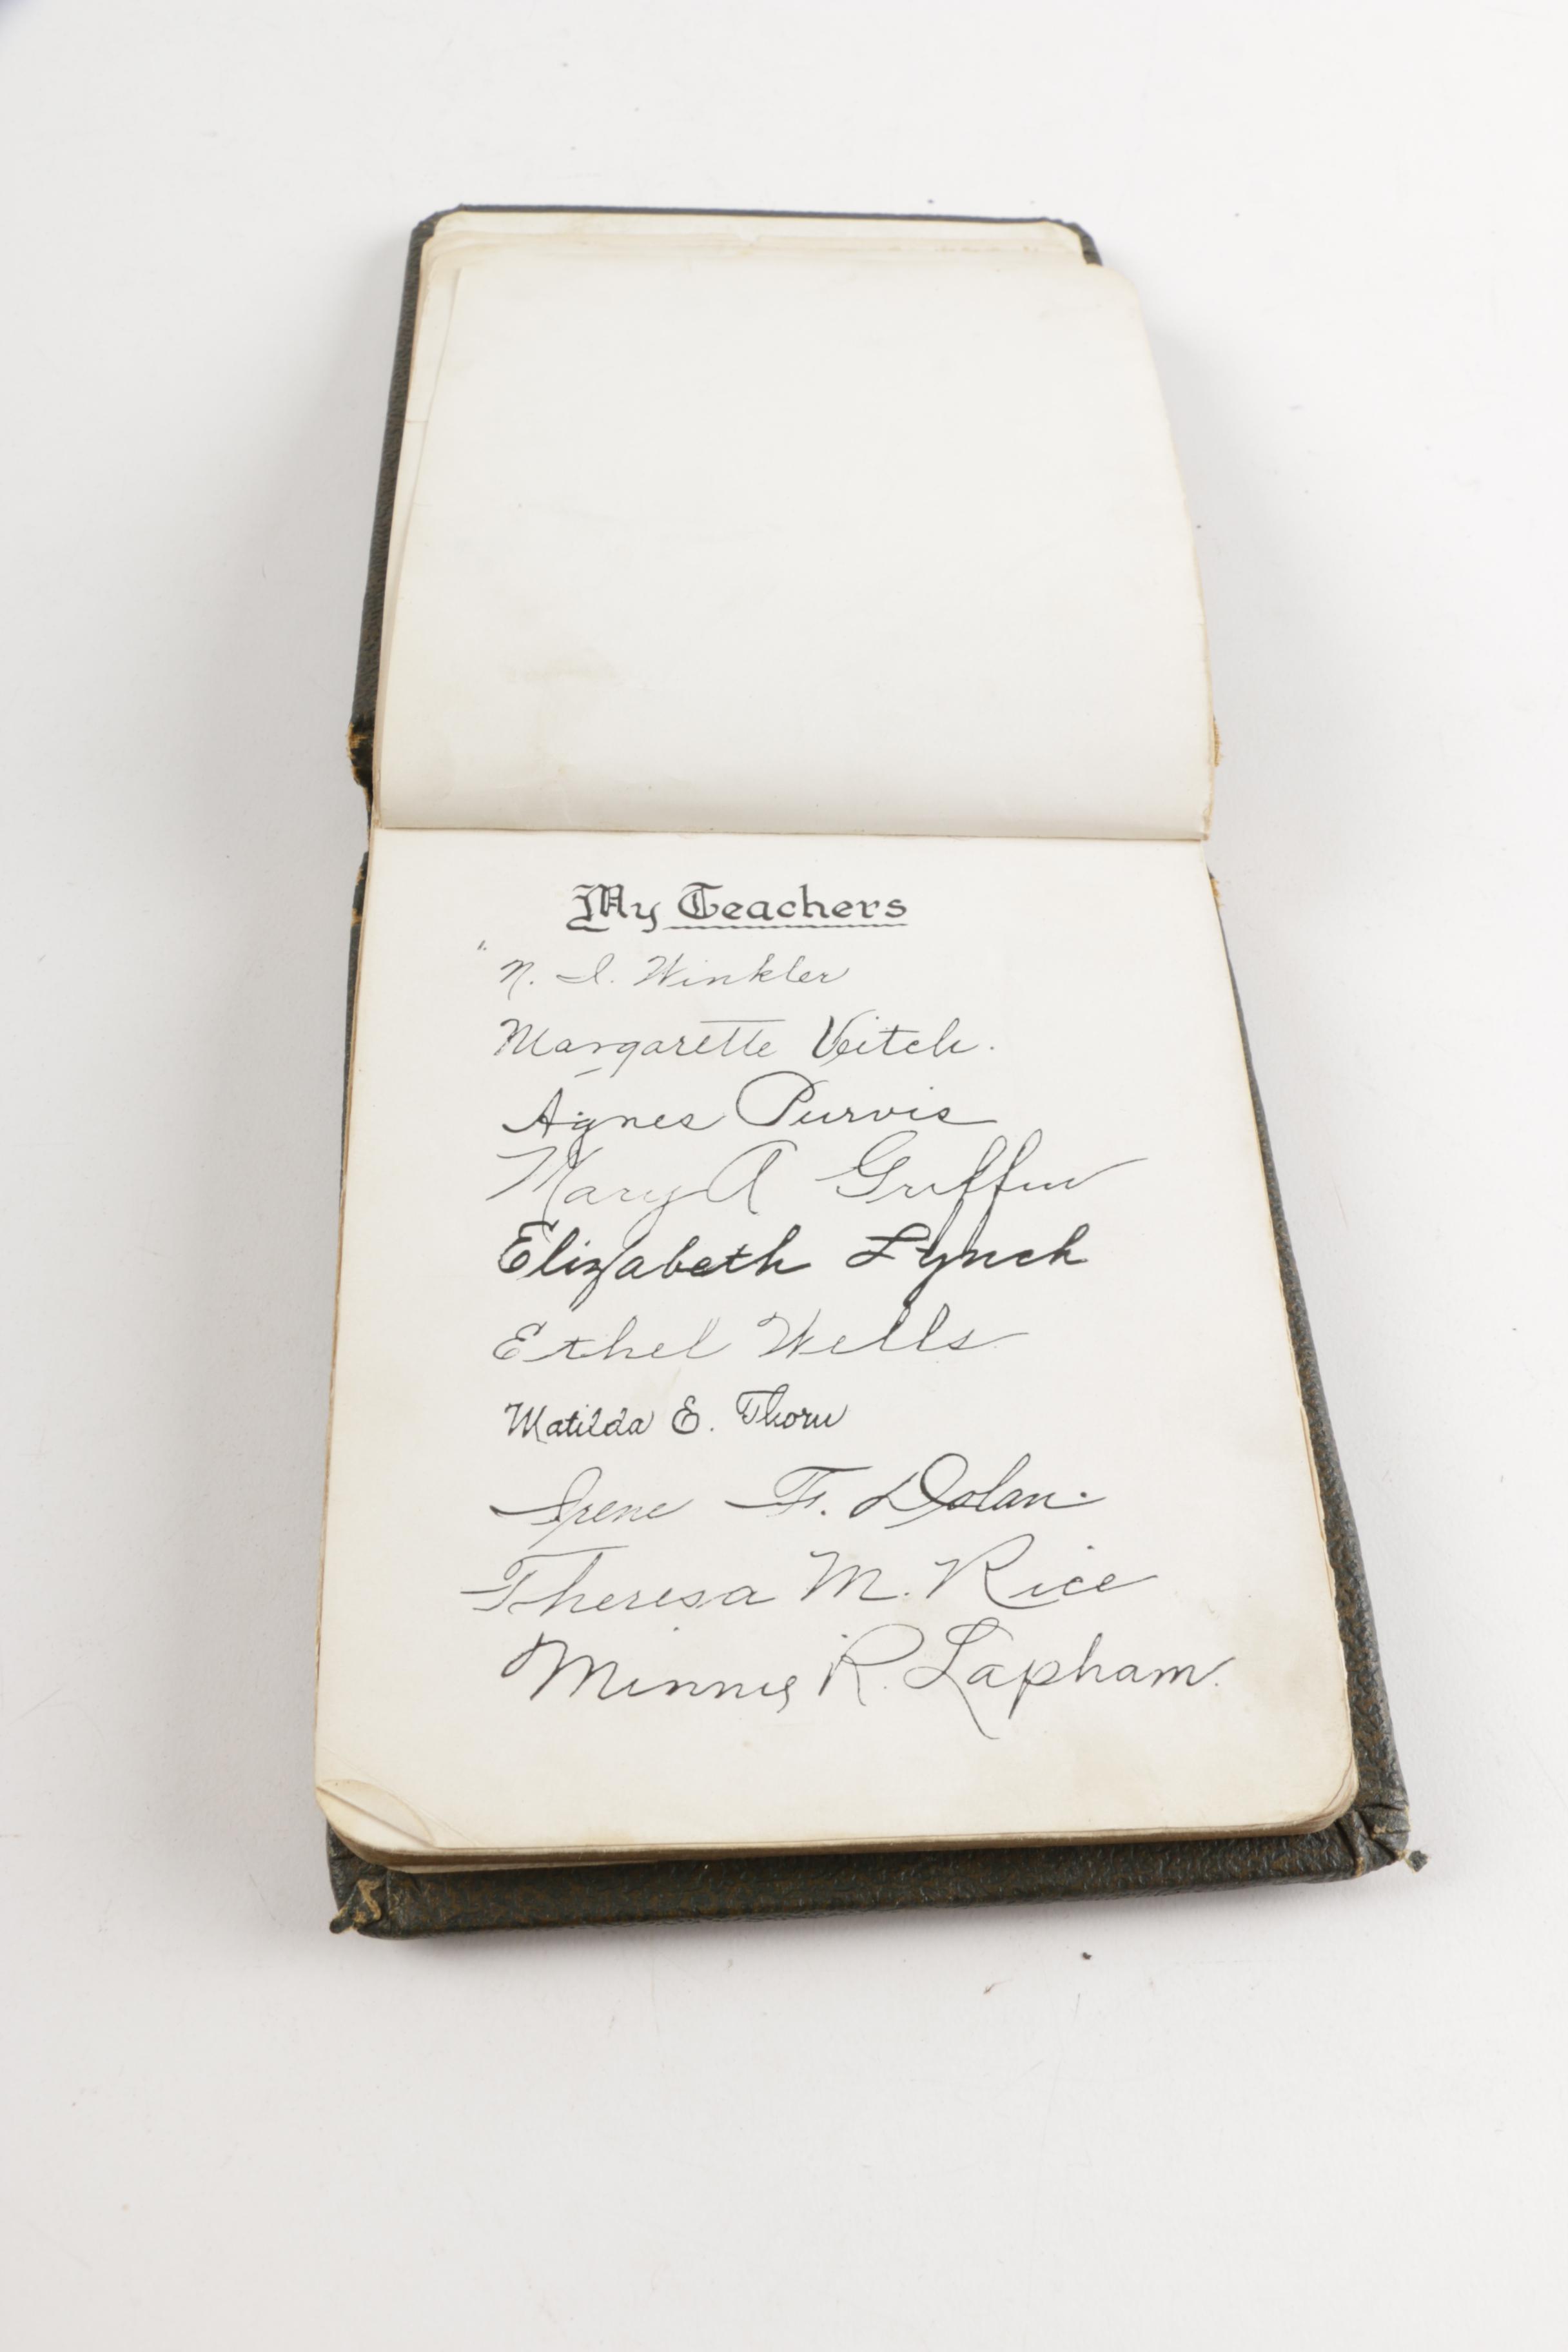 My Teachers
N. I. Winkler
Margarette Veitch.
Agnes Purvis
Mary A Griffin
Elizabeth Lynch
Ethel Wells
Matilda E. Thorn
Irene F. Dolan.
Theresa M. Rice
Minnie R. Lapham.